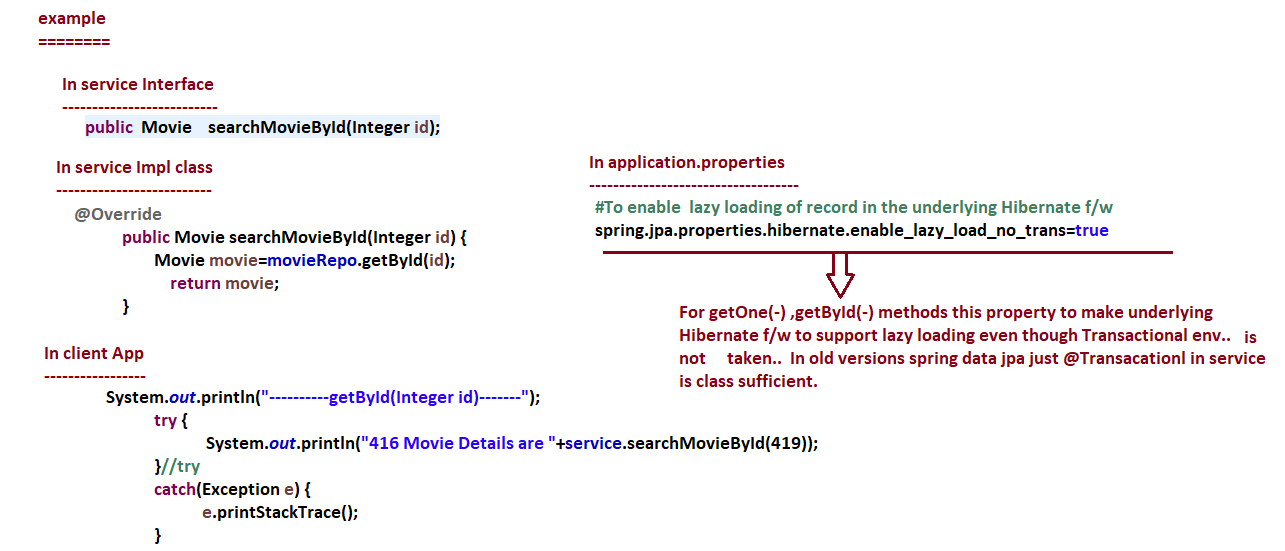 example
========
In service Interface
--------------------------
public Movie searchMovieById(Integer id);
In service Impl class
--------------------------
@Override
public Movie searchMovieById(Integer id) {
Movie movie=movieRepo.getById(id);
return movie;
}
In application.properties
-----------------------------------
#To enable lazy loading of record in the underlying Hibernate f/w
spring.jpa.properties.hibernate.enable_lazy_load_no_trans=true
For getOne(-) ,getById(-) methods this property to make underlying
Hibernate f/w to support lazy loading even though Transactional env.. is
not taken.. In old versions spring data jpa just @Transacationl in service
is class sufficient.
In client App
-----------------
System.out.println("----------getById(Integer id)-------");
try {
System.out.println("416 Movie Details are "+service.searchMovieById(419));
}//try
catch(Exception e) {
e.printStackTrace();
}